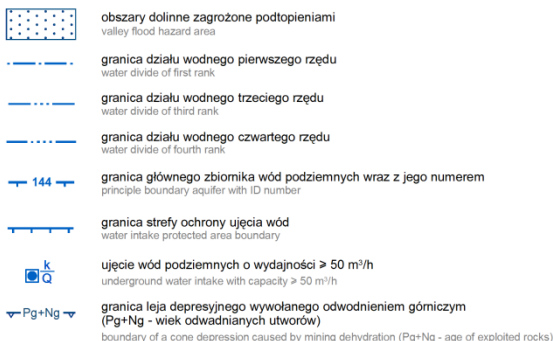 obszary dolinne zagrożone podtopieniami
valley flood hazard area
granica działu wodnego pierwszego rzędu
water divide of first rank
granica działu wodnego trzeciego rzędu
water divide of third rank
granica działu wodnego czwartego rzędu
water divide of fourth rank
144 granica głównego zbiornika wód podziemnych wraz z jego numerem
principle boundary aquifer with ID number
granica strefy ochrony ujęcia wód
water intake protected area boundary
k
Q
ujęcie wód podziemnych o wydajności ≥ 50 m³/h
underground water intake with capacity ≥ 50 m³/h
Pg+Ng granica leja depresyjnego wywołanego odwodnieniem górniczym
(Pg+Ng - wiek odwadnianych utworów)
boundary of a cone depression caused by mining dehydration (Pg+Ng - age of exploited rocks)